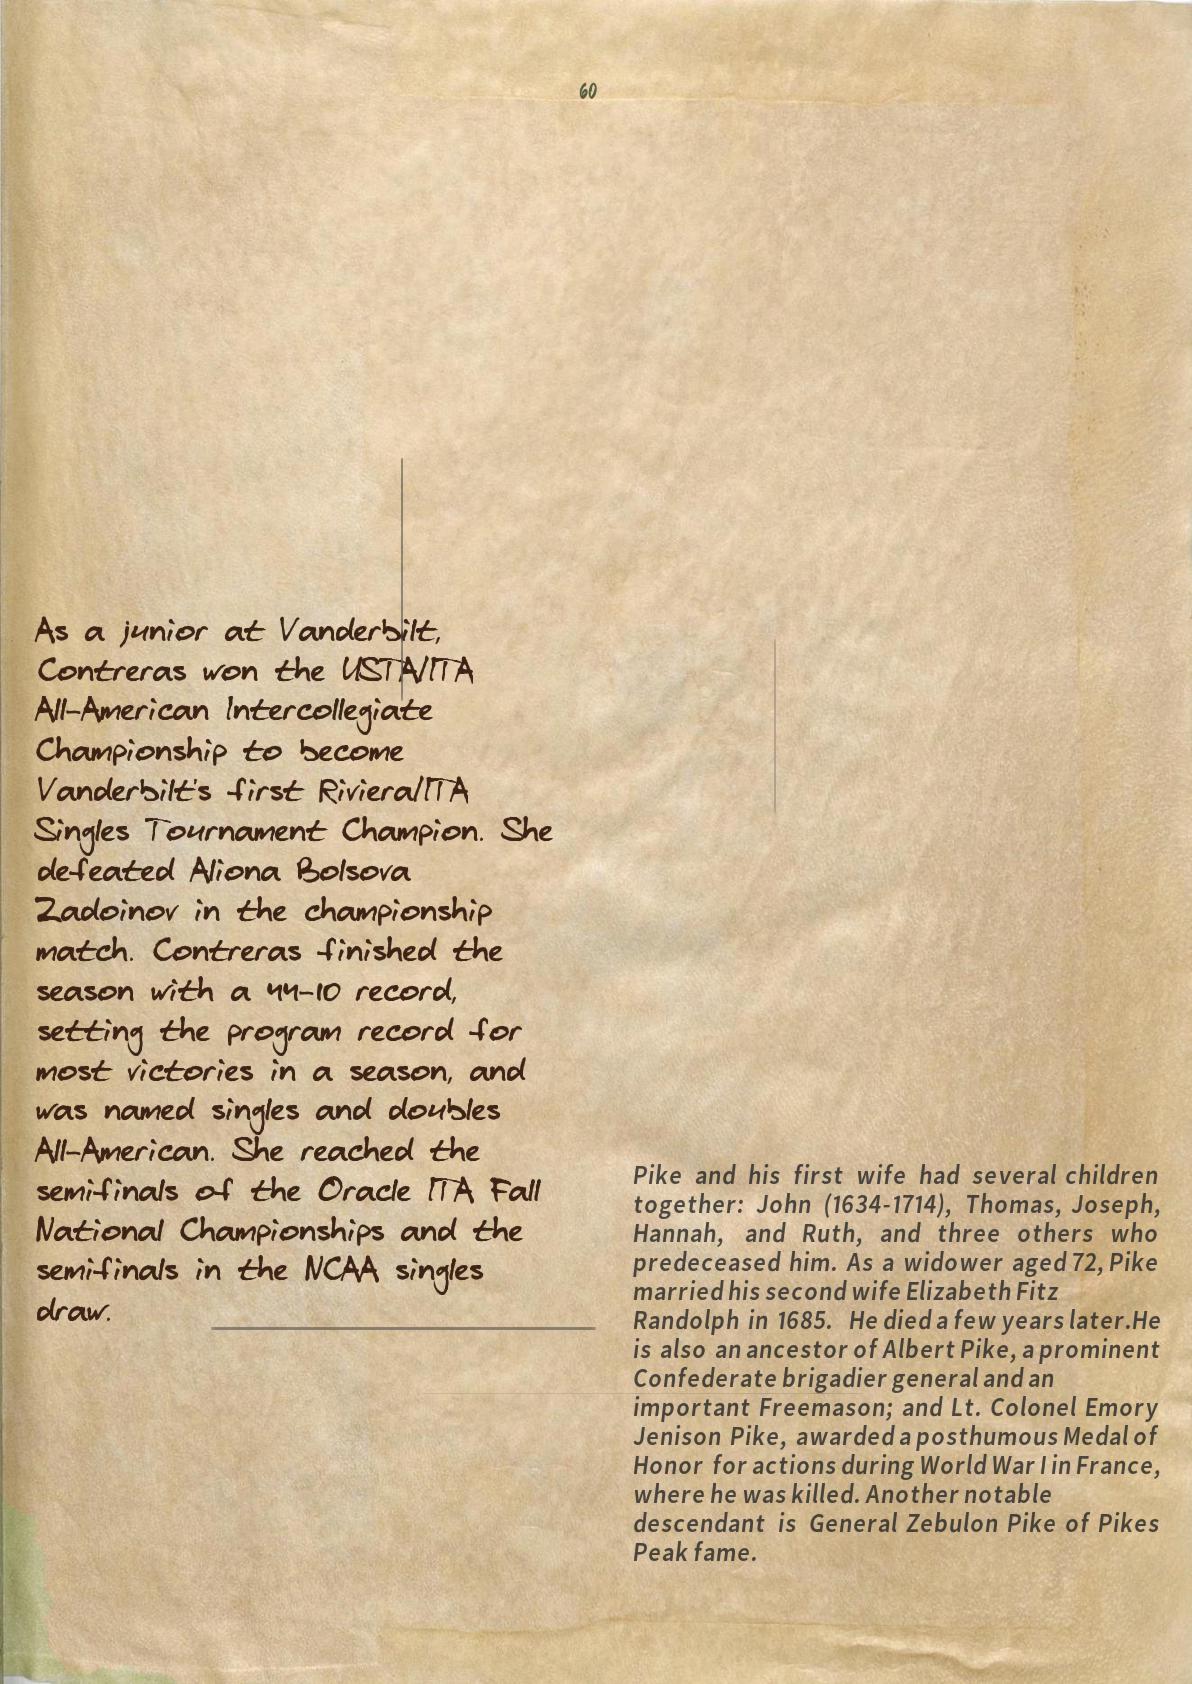 60
As a junior at Vanderbilt,
Contreras won the USTA/ITA
All-American Intercollegiate
Championship to become
Vanderbilt's first Riviera/ITA
Singles Tournament Champion. She
defeated Aliona Bolsova
Zadoinov in the championship
match. Contreras finished the
season with a 44-10 record,
setting the program record for
most victories in a season, and
was named singles and doubles
All-American. She reached the
semifinals of the Oracle ITA Fall
National Championships and the
semifinals in the NCAA singles
draw.
Pike and his first wife had several children
together: John (1634-1714), Thomas, Joseph,
Hannah, and Ruth, and three others who
predeceased him. As a widower aged 72, Pike
married his second wife Elizabeth Fitz
Randolph in 1685. He died a few years later.He
is also an ancestor of Albert Pike, a prominent
Confederate brigadier general and an
important Freemason; and Lt. Colonel Emory
Jenison Pike, awarded a posthumous Medal of
Honor for actions during World War I in France,
where he was killed. Another notable
descendant is General Zebulon Pike of Pikes
Peak fame.